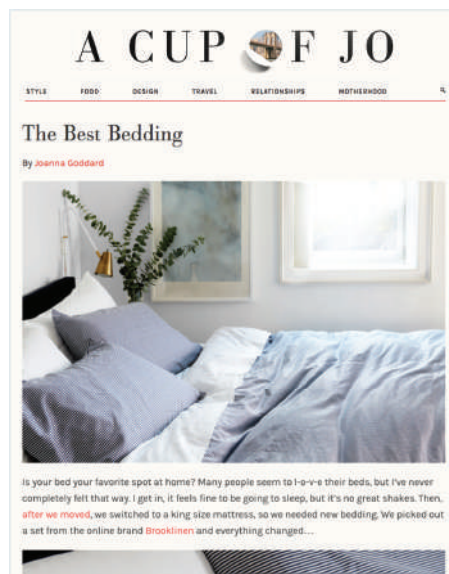 A CUP OF JO
STYLE FOOD DESIGN TRAVEL RELATIONSHIPS MOTHERHOOD
The Best Bedding
By Joanna Goddard
Is your bed your favorite spot at home? Many people seem to l-o-v-e their beds, but I've never
completely felt that way. I get in, it feels fine to be going to sleep, but it's no great shakes. Then,
after we moved, we switched to a king size mattress, so we needed new bedding. We picked out
a set from the online brand Brooklinen and everything changed…